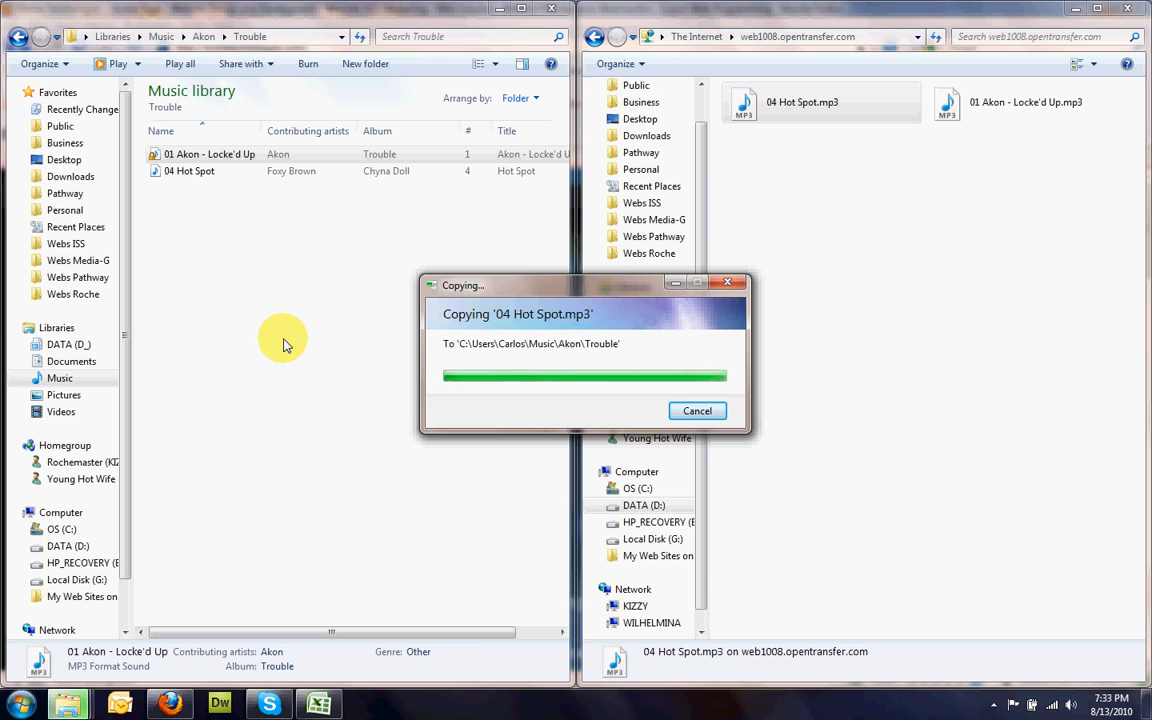 Libraries Music Akon Trouble
Search Trouble
Organize Play Play all Share with Burn New folder
Music library
Trouble
Arrange by: Folder
Name Contributing artists Album # Title
01 Akon - Locke'd Up Akon Trouble 1 Akon - Locke'd U
04 Hot Spot Foxy Brown Chyna Doll 4 Hot Spot
Favorites
Recently Change
Public
Business
Desktop
Downloads
Pathway
Personal
Recent Places
Webs ISS
Webs Media-G
Webs Pathway
Webs Roche
Libraries
DATA (D_)
Documents
Music
Pictures
Videos
Homegroup
Rochemaster (KIZ
Young Hot Wife
Computer
OS (C:)
DATA (D:)
HP_RECOVERY (E
Local Disk (G:)
My Web Sites on
Network
01 Akon - Locke'd Up Contributing artists: Akon Genre: Other
MP3 Format Sound Album: Trouble
MP3
The Internet web1008.opentransfer.com
Search web1008.opentransfer.com
Organize
Public
Business
Desktop
Downloads
Pathway
Personal
Recent Places
Webs ISS
Webs Media-G
Webs Pathway
Webs Roche
Young Hot Wife
Computer
OS (C:)
DATA (D:)
HP_RECOVERY (E
Local Disk (G:)
My Web Sites on
Network
KIZZY
WILHELMINA
04 Hot Spot.mp3
MP3
01 Akon - Locke'd Up.mp3
MP3
04 Hot Spot.mp3 on web1008.opentransfer.com
MP3
Copying...
Copying '04 Hot Spot.mp3'
To 'C:\Users\Carlos\Music\Akon\Trouble'
Cancel
Dw
7:33 PM
8/13/2010